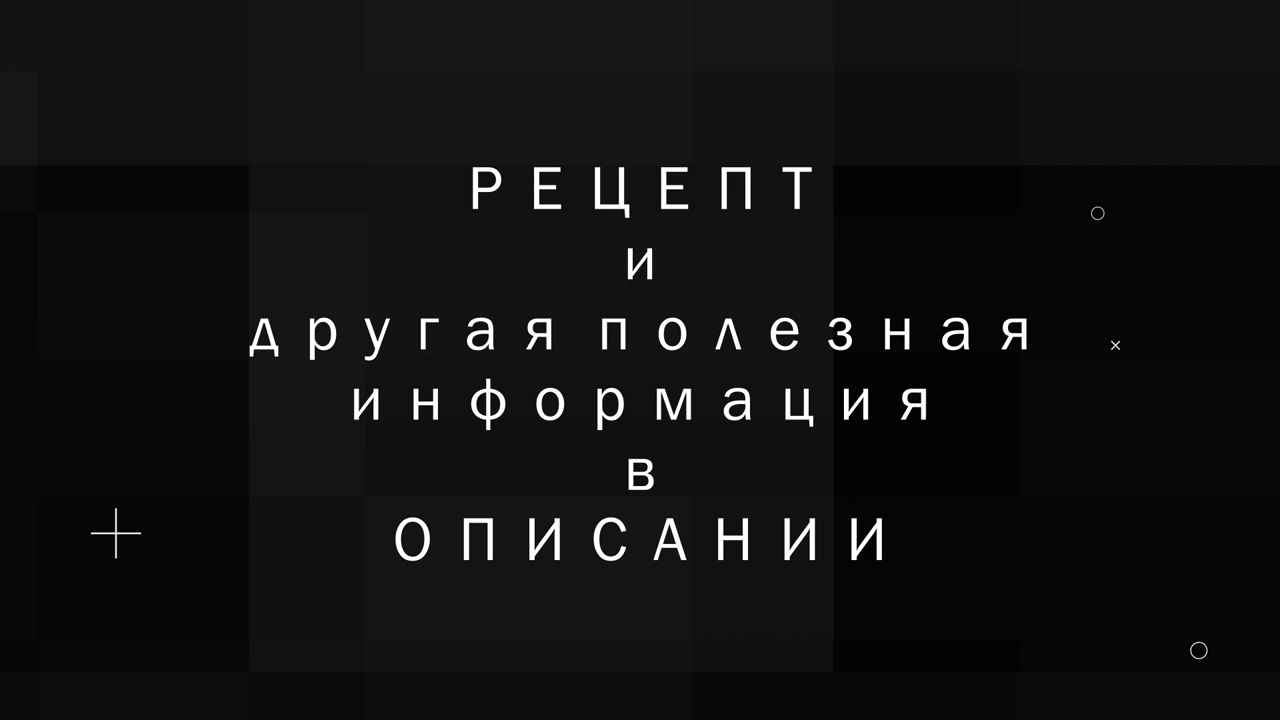 РЕЦЕПТ
и
другая полезная
информация
в
ОПИСАНИИ